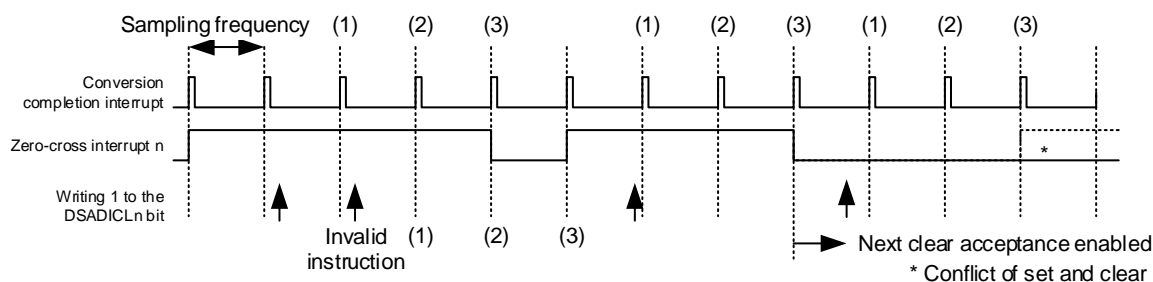 Sampling frequency (1) (2) (3) (1) (2) (3) (1) (2) (3)
Conversion
completion interrupt
Zero-cross interrupt n
*
Writing 1 to the
DSADICLn bit
Invalid
instruction
(1) (2) (3)
Next clear acceptance enabled
* Conflict of set and clear